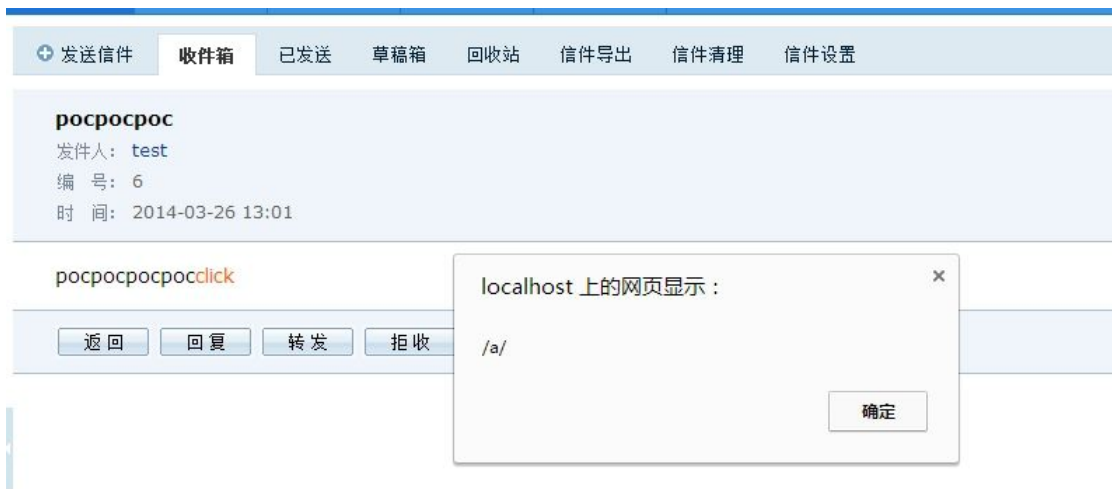 发送信件 收件箱 已发送 草稿箱 回收站 信件导出 信件清理 信件设置
pocpocpoc
发件人: test
编 号: 6
时 间: 2014-03-26 13:01
pocpocpocpocclick
localhost 上的网页显示: ×
/a/
确定
返 回 回 复 转 发 拒 收